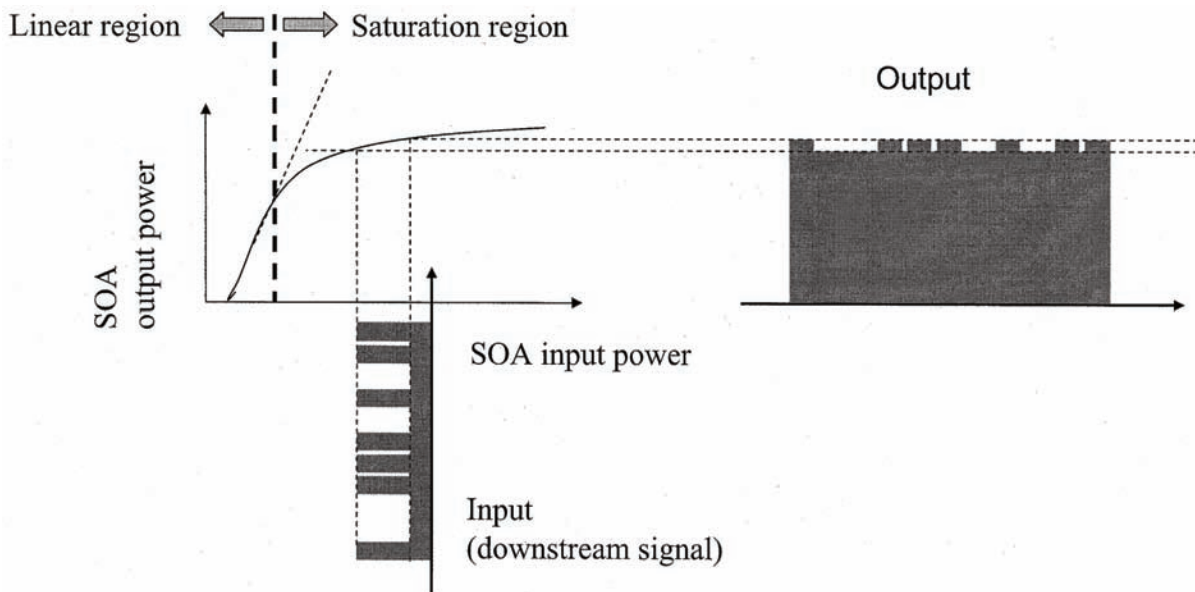 Linear region
Saturation region
Output
SOA
output power
SOA input power
Input
(downstream signal)